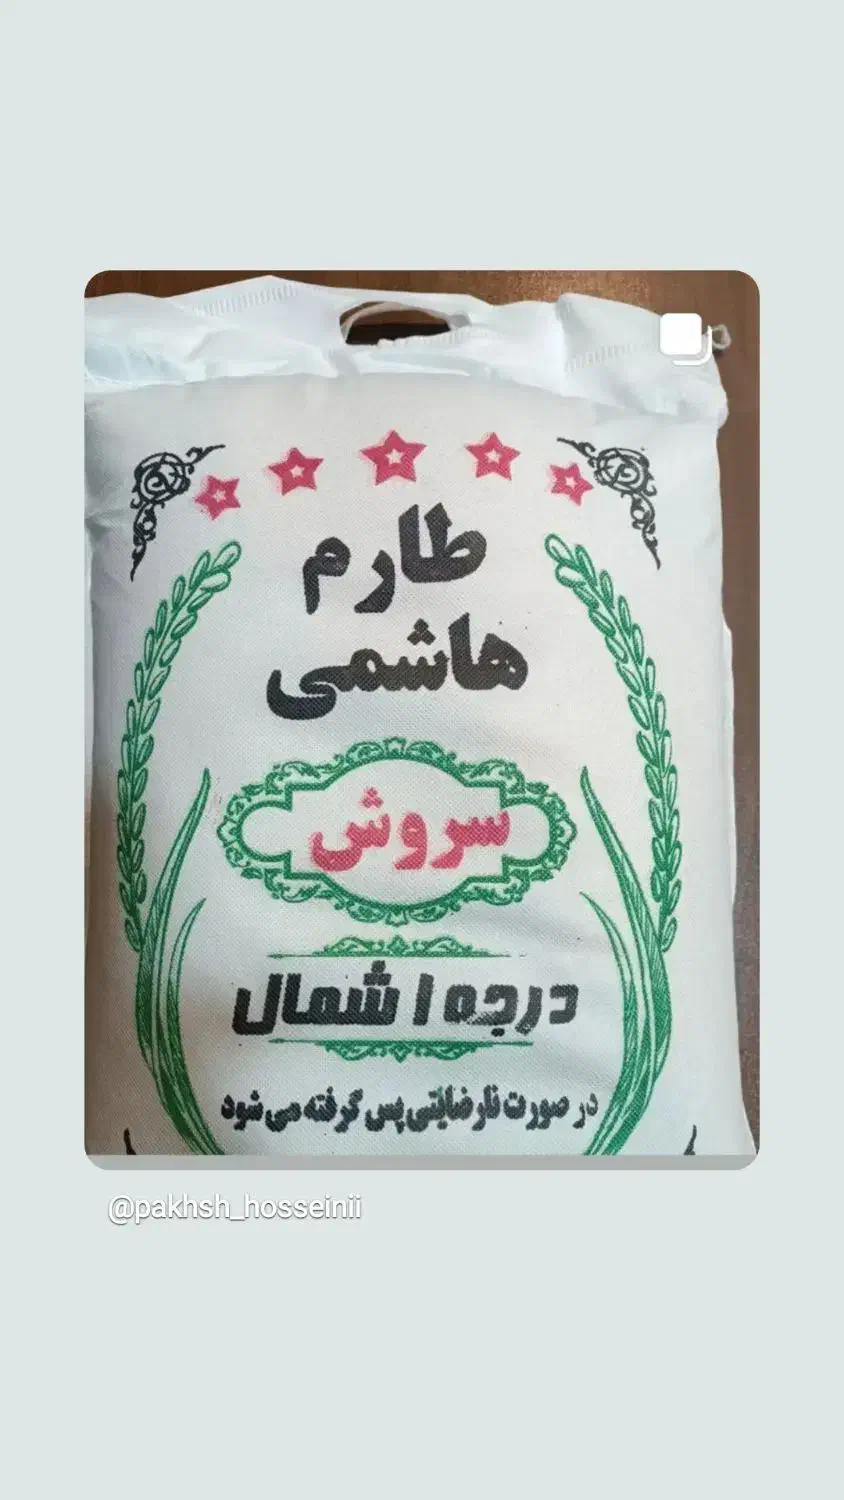 طارم
هاشمی
سروش
درجه ۱ شمال
در صورت نارضایتی پس گرفته می شود
@pakhsh_hosseinii